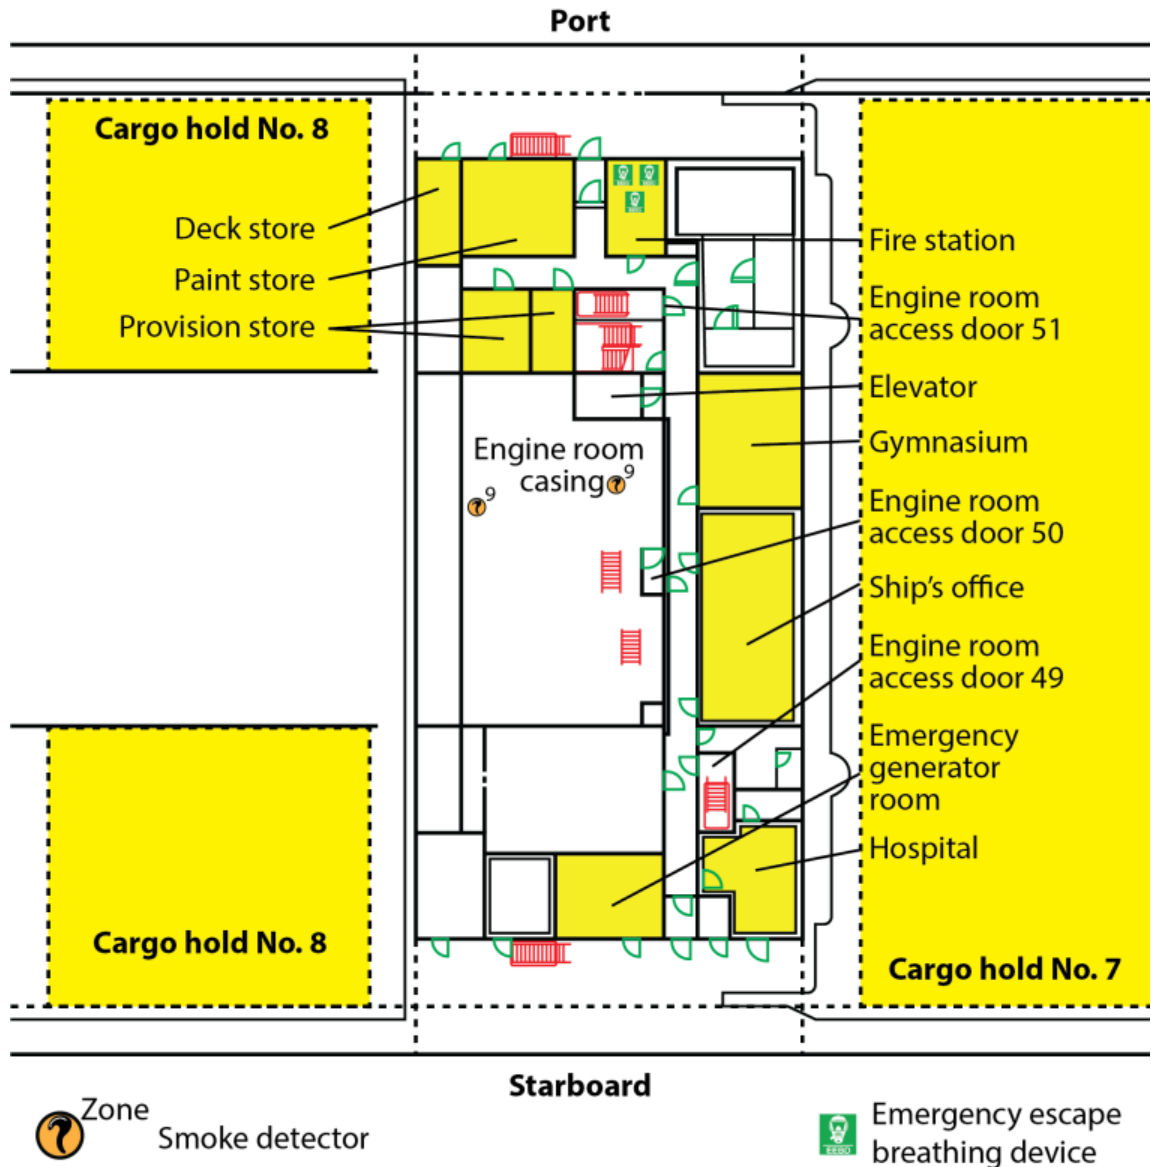 Port
Cargo hold No. 8
Deck store
Paint store
Provision store
Fire station
Engine room
access door 51
Elevator
Gymnasium
Engine room
casing
9
9
Engine room
access door 50
Ship's office
Engine room
access door 49
Emergency
generator
room
Hospital
Cargo hold No. 8
Cargo hold No. 7
Starboard
Zone
Smoke detector
EEBD
Emergency escape
breathing device